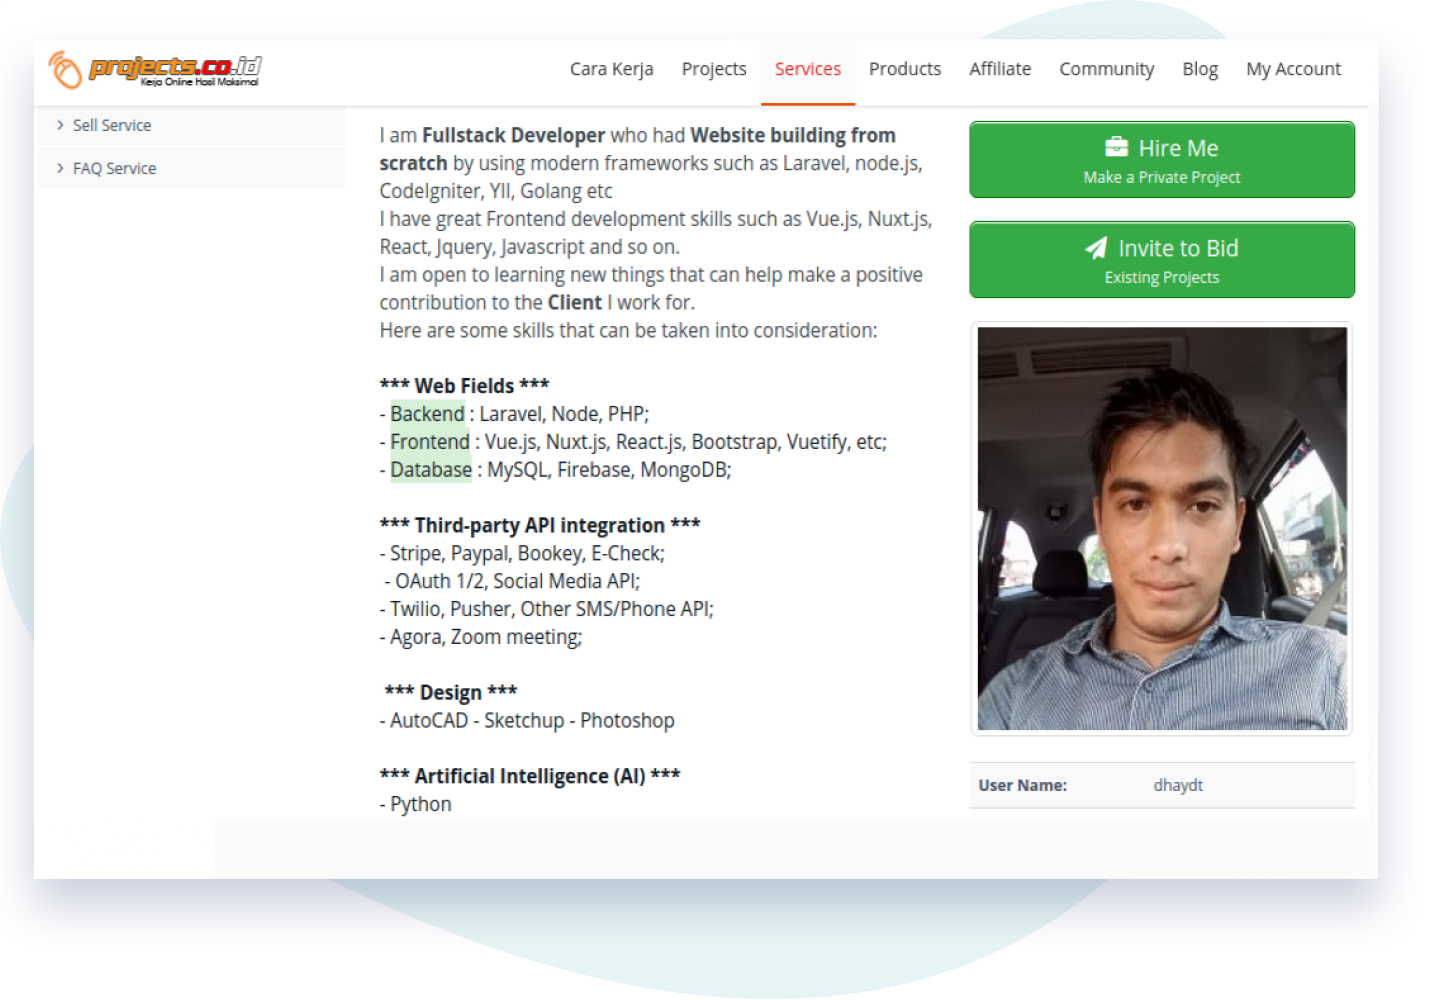 projects.co.id
Kerja Online Hasil Maksimal
Cara Kerja Projects Services Products Affiliate Community Blog My Account
> Sell Service
> FAQ Service
I am Fullstack Developer who had Website building from
scratch by using modern frameworks such as Laravel, node.js,
CodeIgniter, YII, Golang etc
I have great Frontend development skills such as Vue.js, Nuxt.js,
React, Jquery, Javascript and so on.
I am open to learning new things that can help make a positive
contribution to the Client I work for.
Here are some skills that can be taken into consideration:
*** Web Fields ***
- Backend : Laravel, Node, PHP;
- Frontend : Vue.js, Nuxt.js, React.js, Bootstrap, Vuetify, etc;
- Database : MySQL, Firebase, MongoDB;
*** Third-party API integration ***
- Stripe, Paypal, Bookey, E-Check;
- OAuth 1/2, Social Media API;
- Twilio, Pusher, Other SMS/Phone API;
- Agora, Zoom meeting;
*** Design ***
- AutoCAD - Sketchup - Photoshop
*** Artificial Intelligence (AI) ***
- Python
Hire Me
Make a Private Project
Invite to Bid
Existing Projects
User Name: dhaydt